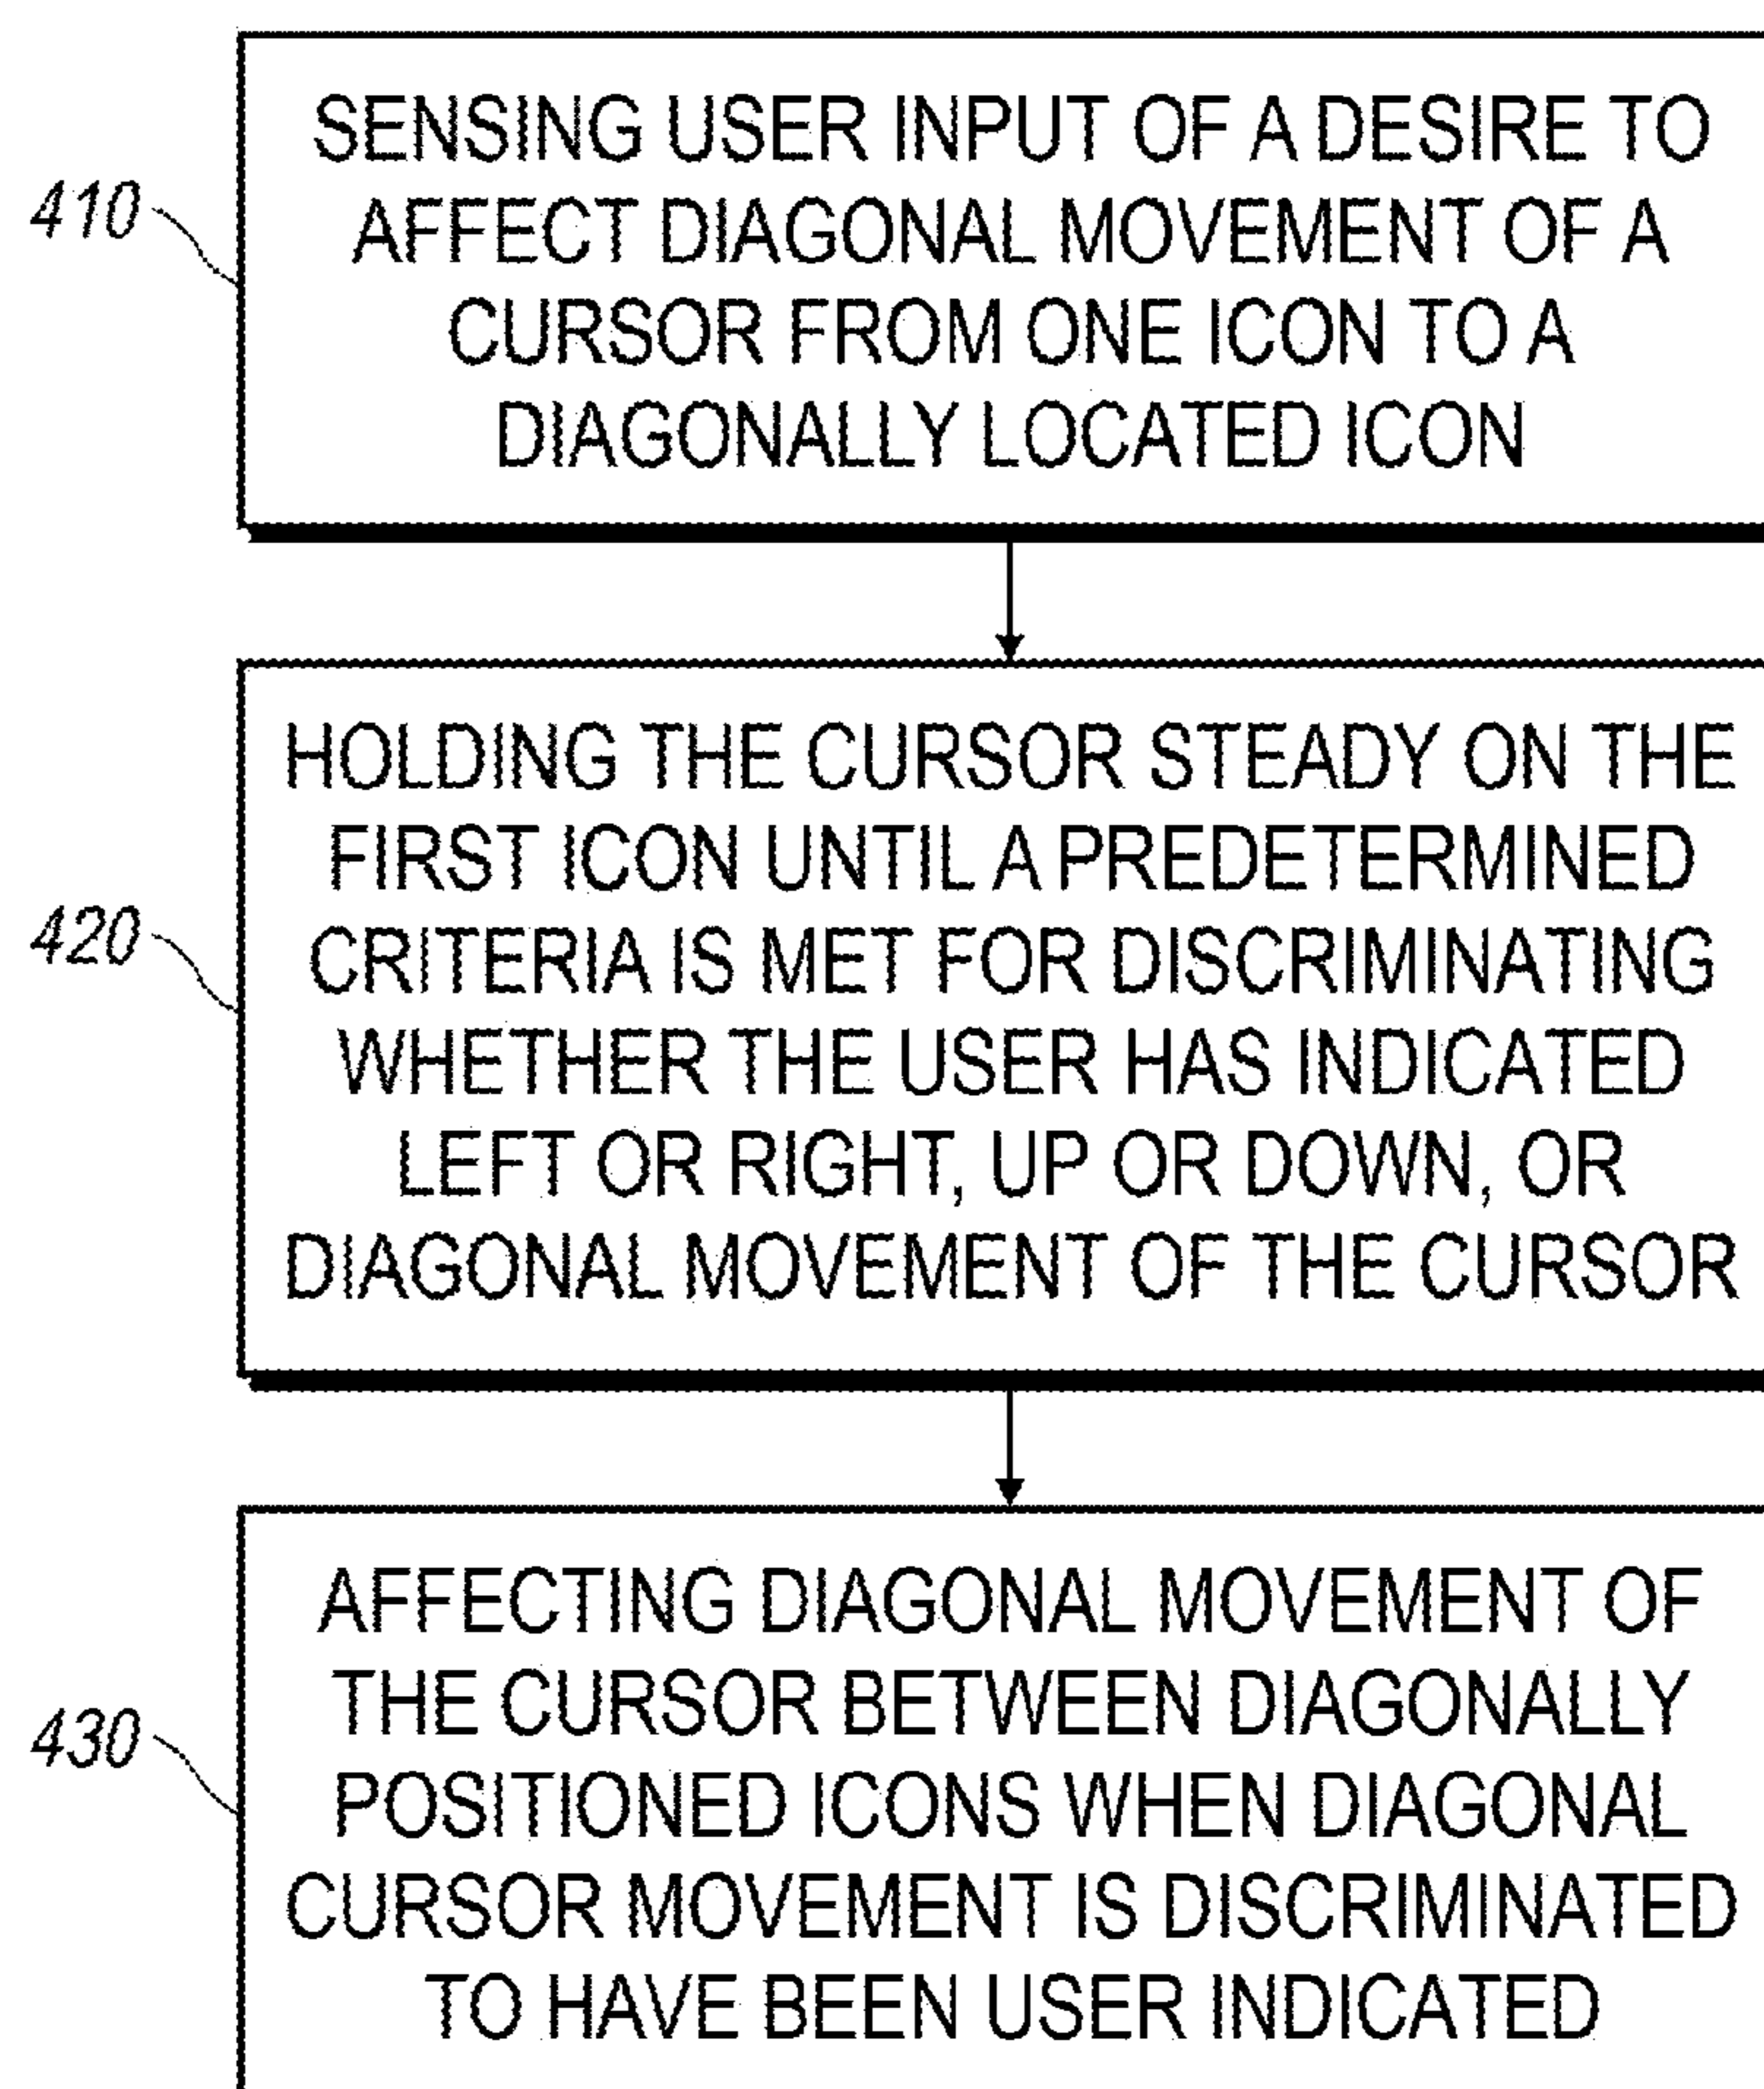 SENSING USER INPUT OF A DESIRE TO
AFFECT DIAGONAL MOVEMENT OF A
410
CURSOR FROM ONE ICON TO A
DIAGONALLY LOCATED ICON
HOLDING THE CURSOR STEADY ON THE
FIRST ICON UNTIL A PREDETERMINED
420
CRITERIA IS MET FOR DISCRIMINATING
WHETHER THE USER HAS INDICATED
LEFT OR RIGHT, UP OR DOWN, OR
DIAGONAL MOVEMENT OF THE CURSOR
AFFECTING DIAGONAL MOVEMENT OF
THE CURSOR BETWEEN DIAGONALLY
430
POSITIONED ICONS WHEN DIAGONAL
CURSOR MOVEMENT IS DISCRIMINATED
TO HAVE BEEN USER INDICATED